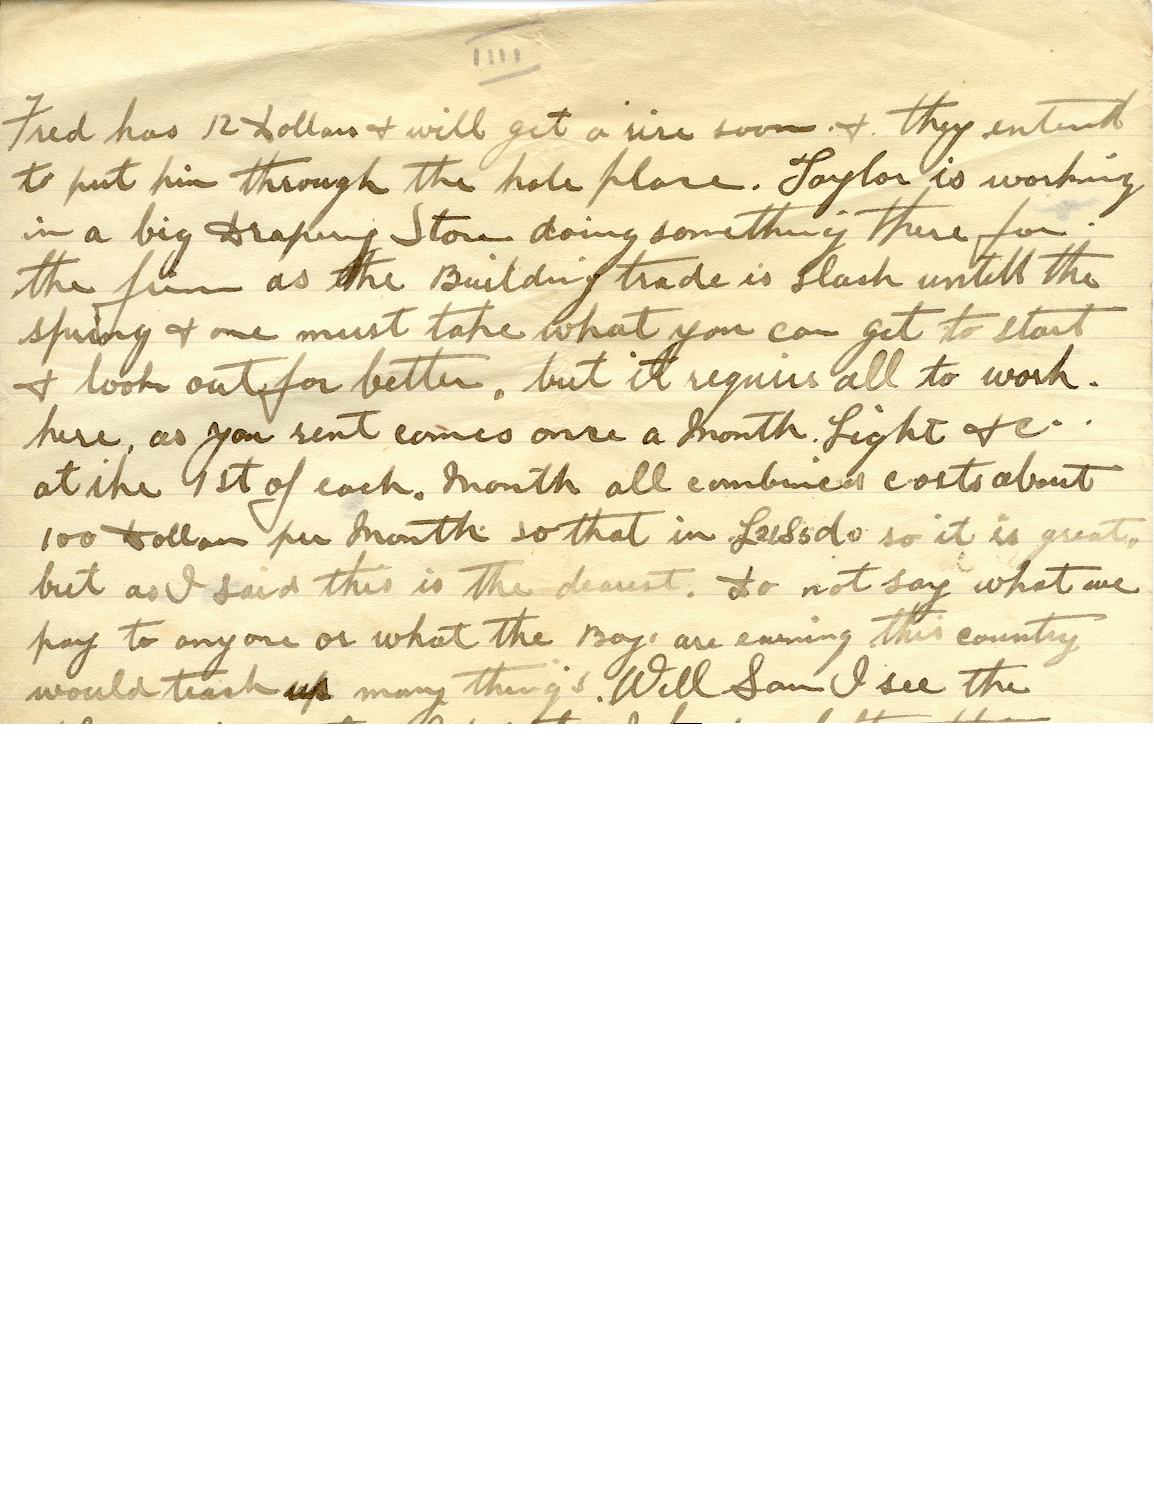 IIII
Fred has 12 Dollars & will get a rise soon. & they entend
to put him through the hole place. Taylor is working
in a big Drapery Store doing something there for
the firm as the Building trade is slack untill the
spring & one must take what you can get to start
& look out for better, but it requirs all to work.
here, as you rent comes once a Month. Light &c.
at the 1st of each. Month all combined costs about
100 Dollars per Month so that in so it is great,
but as I said this is the dearest. Do not say what we
pay to anyone or what the Boys are earning this country
would teach us many things. Well Sam I see the